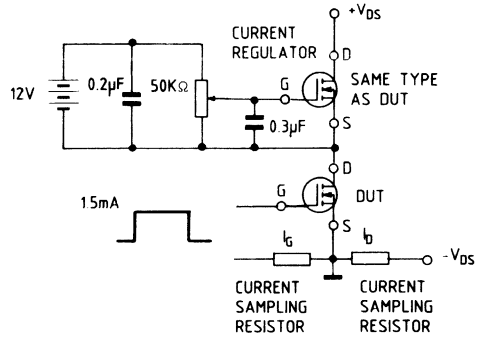 +VDS
CURRENT
REGULATOR
D
G
SAME TYPE
AS DUT
12V
0.2µF
50KΩ
0.3µF
S
D
G
DUT
1.5mA
S
IG
ID
-VDS
CURRENT
SAMPLING
RESISTOR
CURRENT
SAMPLING
RESISTOR